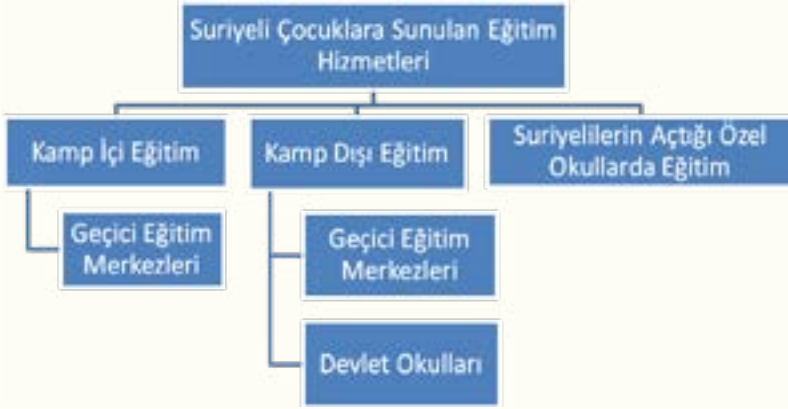 Suriyeli Çocuklara Sunulan Eğitim
Hizmetleri
Kamp İçi Eğitim
Kamp Dışı Eğitim
Suriyelilerin Açtığı Özel
Okullarda Eğitim
Geçici Eğitim
Merkezleri
Geçici Eğitim
Merkezleri
Devlet Okulları